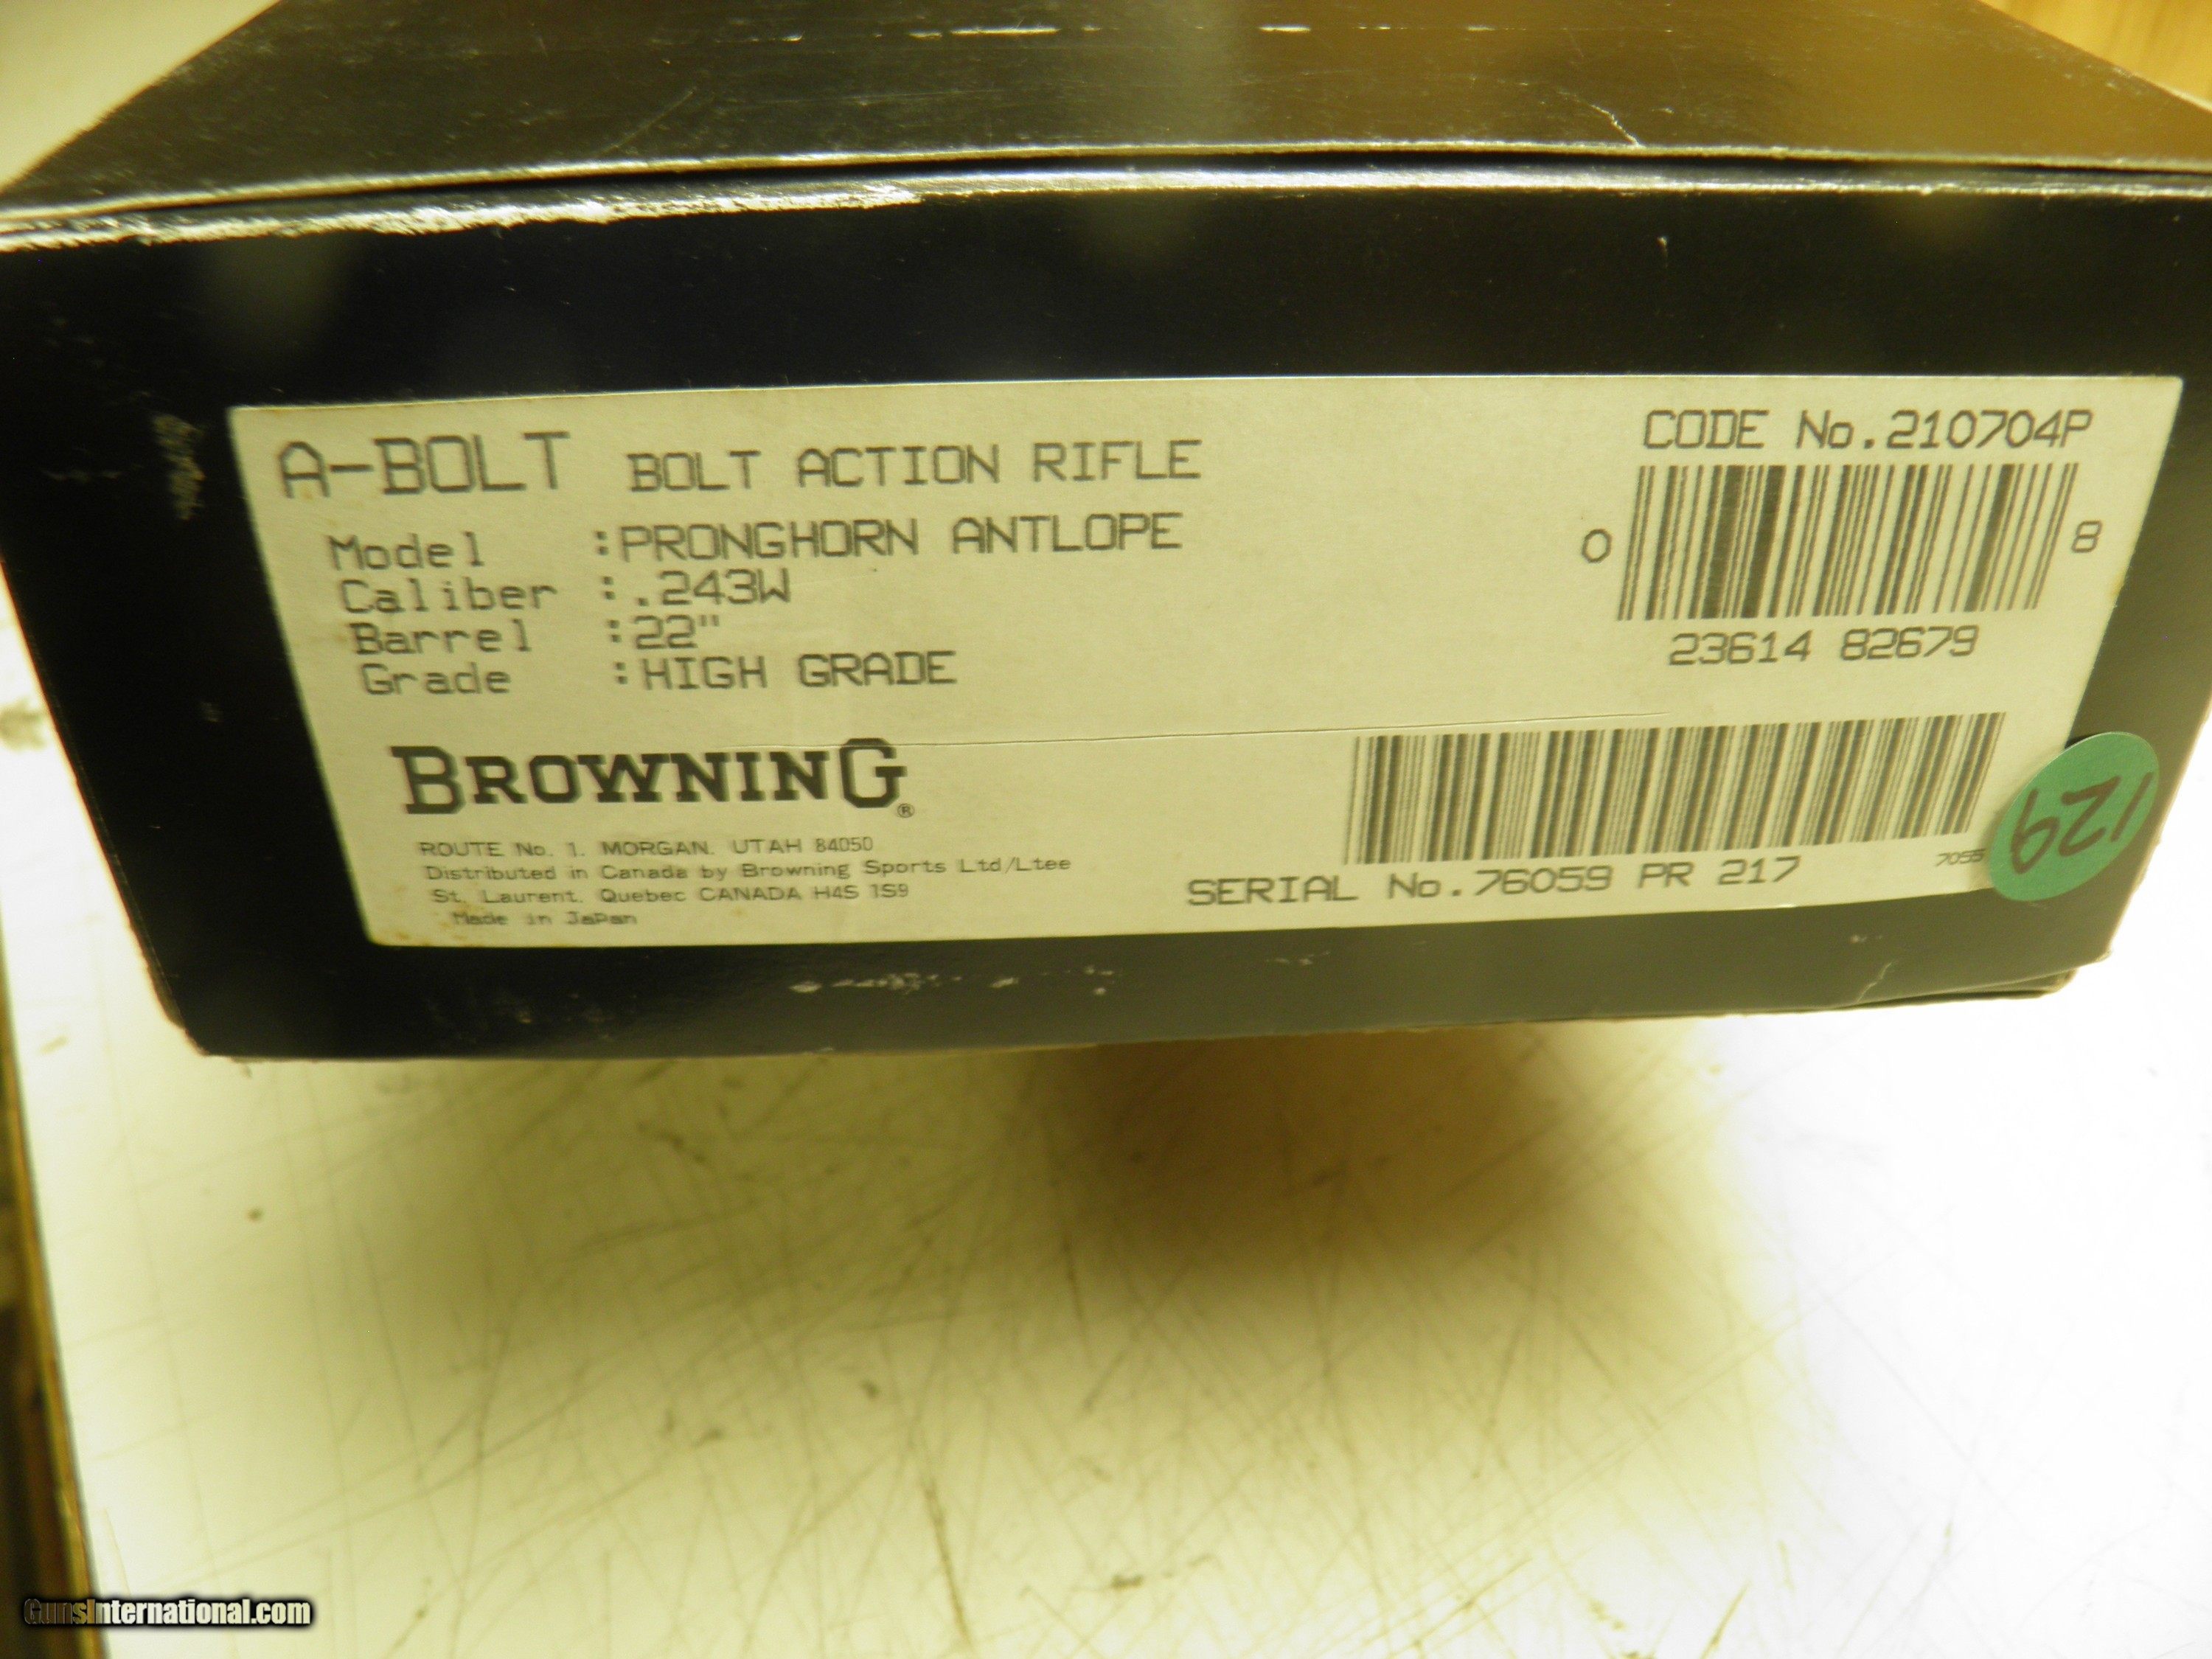 A-BOLT BOLT ACTION RIFLE
Model :PRONGHORN ANTLOPE
Caliber :.243W
Barrel :22"
Grade :HIGH GRADE
BROWNING®
ROUTE No. 1. MORGAN. UTAH 84050
Distributed in Canada by Browning Sports Ltd/Ltee
St. Laurent. Quebec CANADA H4S 1S9
Made in Japan
CODE No.210704P
0 8
23614 82679
SERIAL No.76059 PR 217
7055
129
GunsInternational.com